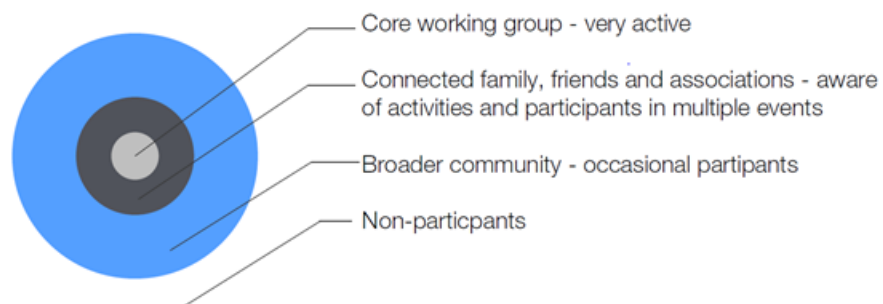 Core working group - very active
Connected family, friends and associations - aware
of activities and participants in multiple events
Broader community - occasional partipants
Non-particpants